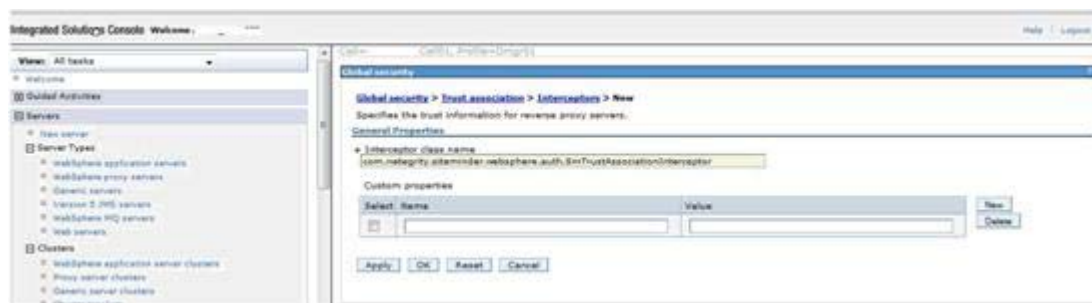 Integrated Solutions Console Welcome,
Help | Logout
View: All tasks
Welcome
Guided Activities
Servers
New server
Server Types
WebSphere application servers
WebSphere proxy servers
Generic servers
Version 5 JMS servers
WebSphere MQ servers
Web servers
Clusters
WebSphere application server clusters
Proxy server clusters
Generic server clusters
Cell=
Cell01, Profile=Dmgr01
Global security
Global security > Trust association > Interceptors > New
Specifies the trust information for reverse proxy servers.
General Properties
Interceptor class name
com.netegrity.siteminder.websphere.auth.SmTrustAssociationInterceptor
Custom properties
Select Name Value
New
Delete
Apply OK Reset Cancel